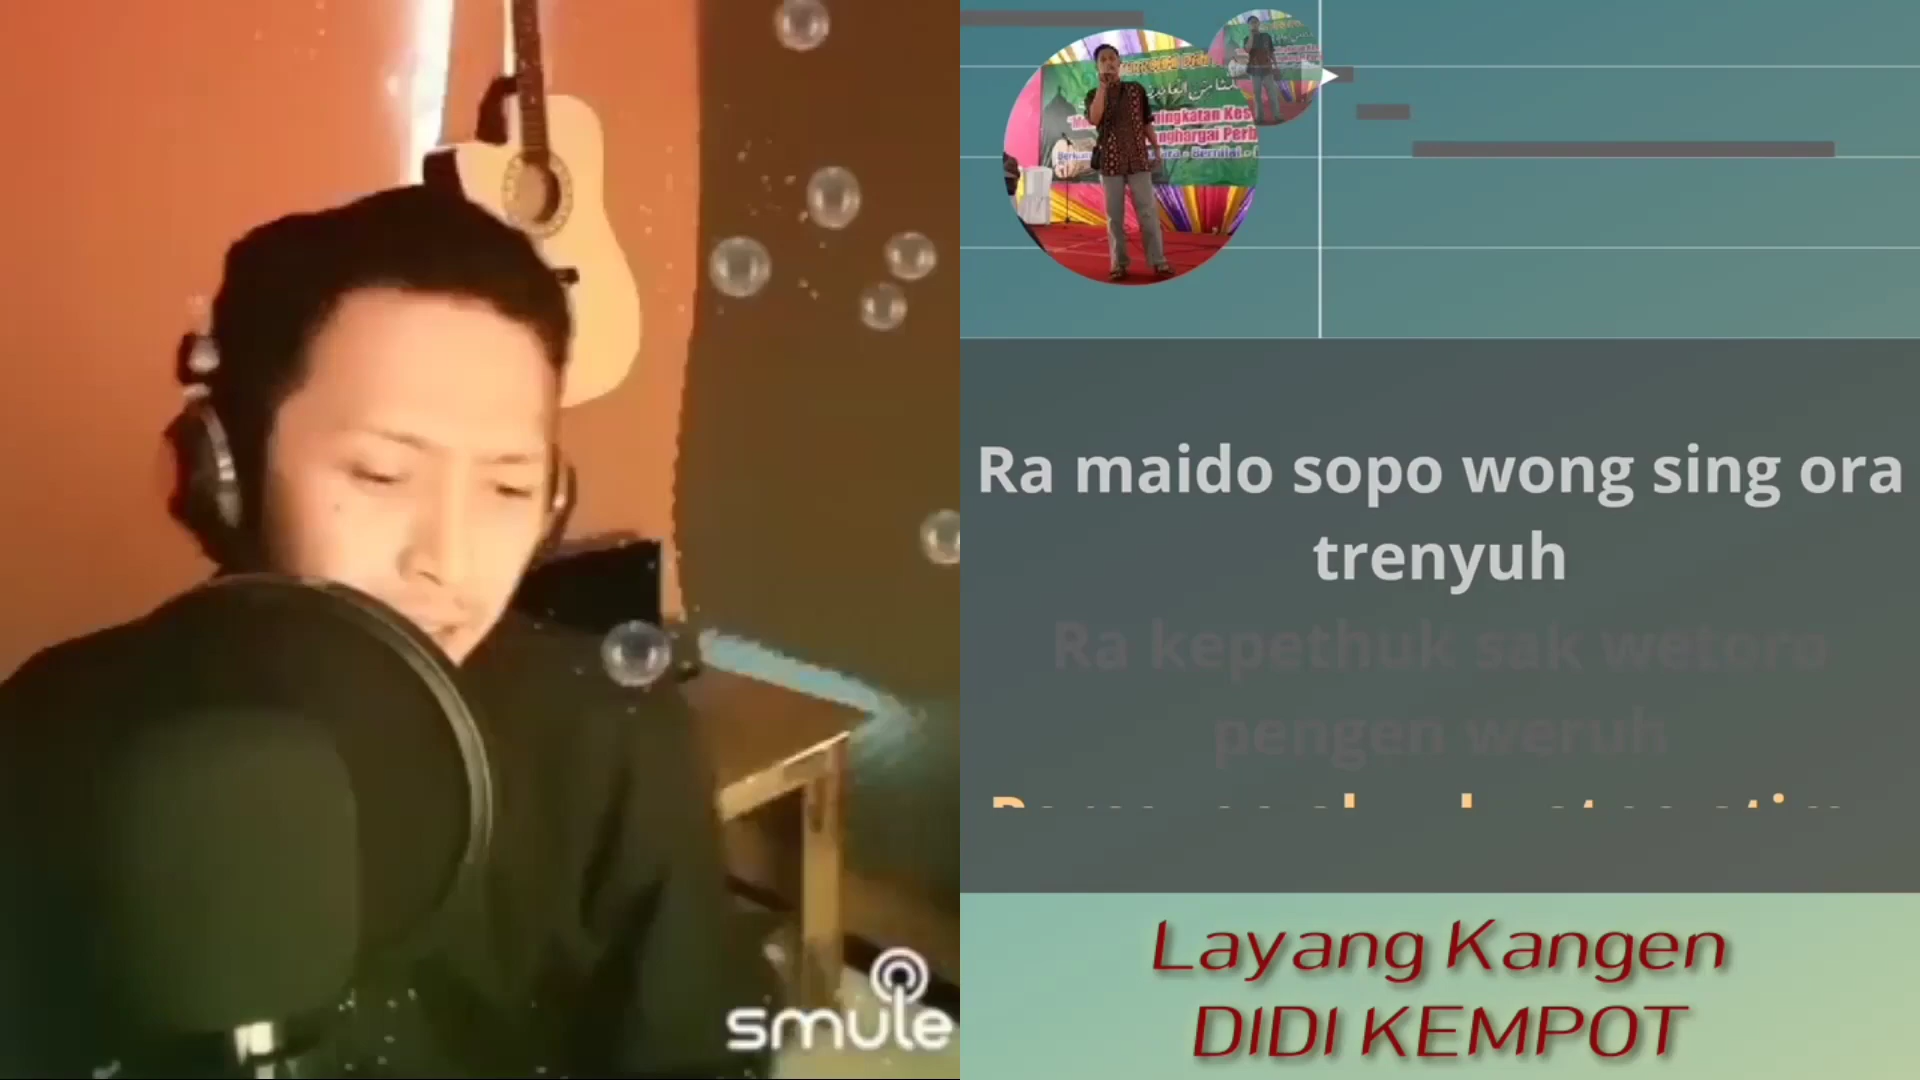 Ra maido sopo wong sing ora
trenyuh
Ra kepethuk sak wetoro
pengen weruh
smule
Layang Kangen
DIDI KEMPOT